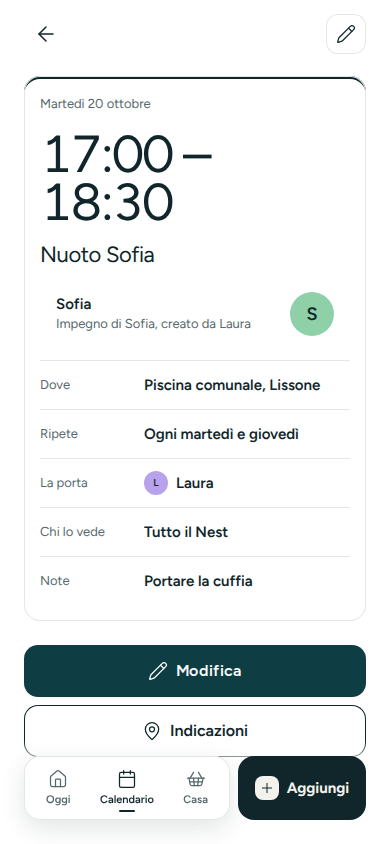 Martedì 20 ottobre
17:00 –
18:30
Nuoto Sofia
Sofia
Impegno di Sofia, creato da Laura
S
Dove Piscina comunale, Lissone
Ripete Ogni martedì e giovedì
La porta L Laura
Chi lo vede Tutto il Nest
Note Portare la cuffia
Modifica
Indicazioni
Oggi Calendario Casa Aggiungi